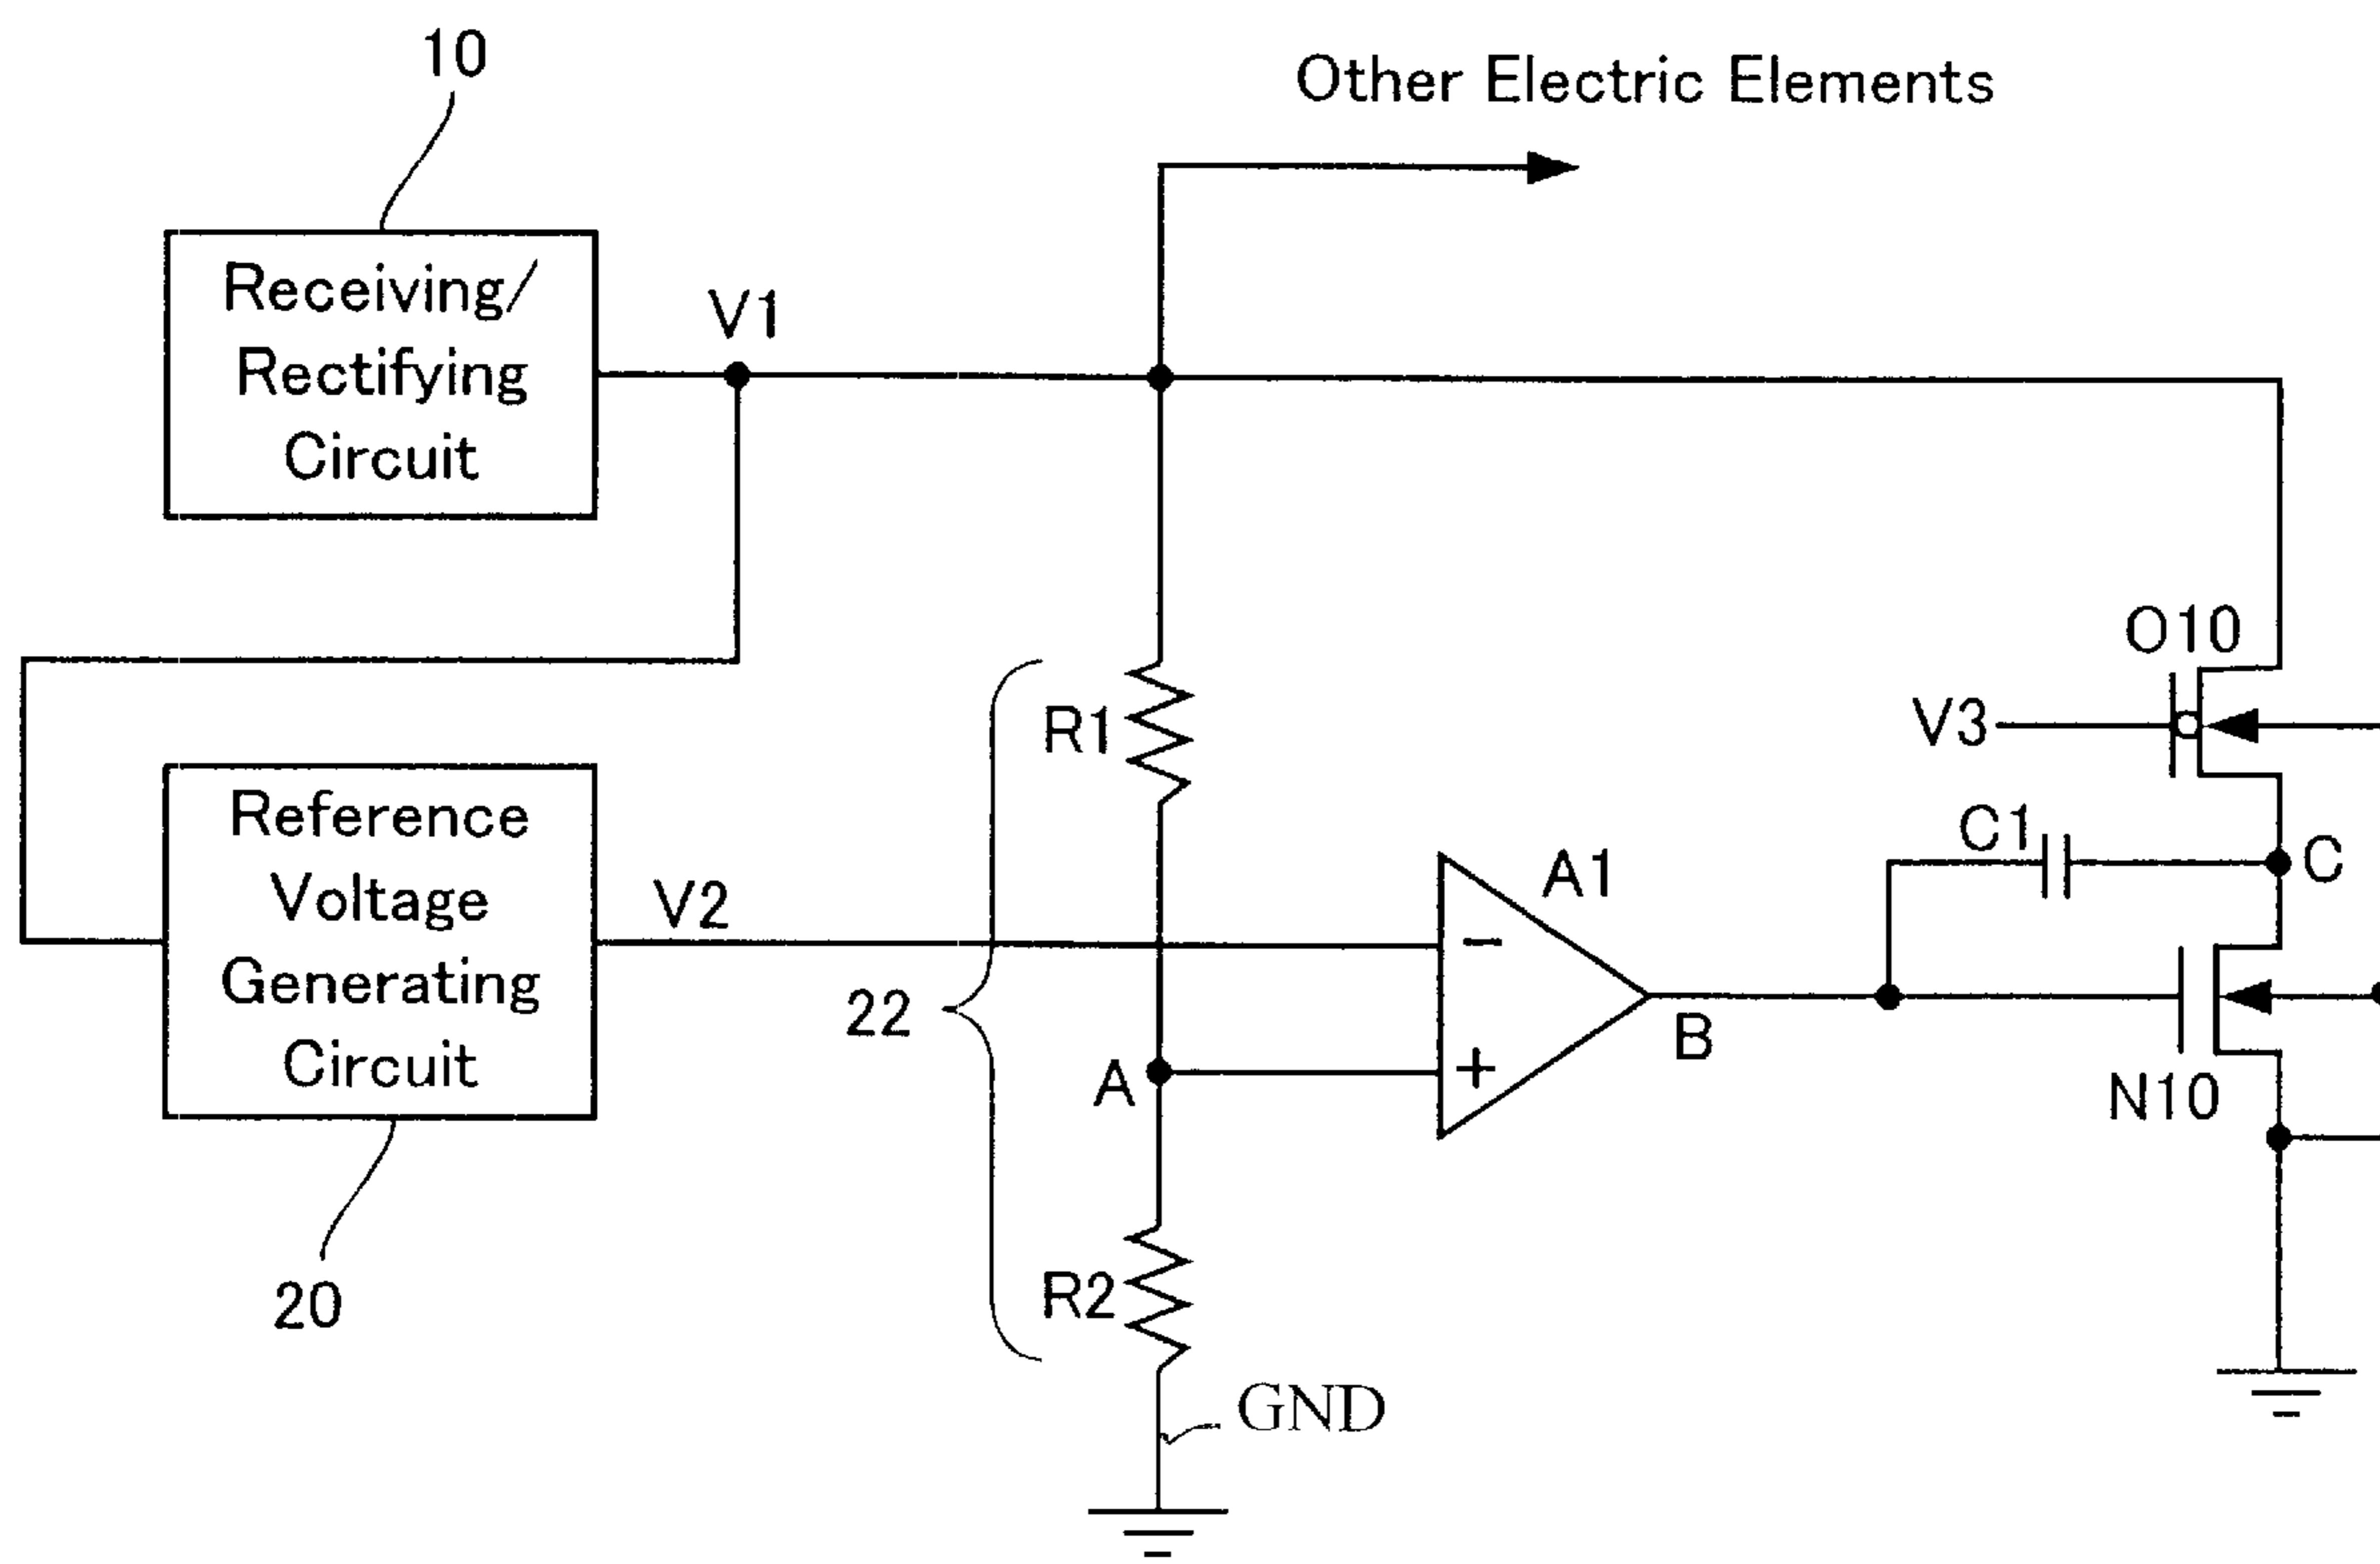 10
Other Electric Elements
Receiving/
Rectifying
Circuit
V1
O10
V3
R1
C1
C
Reference
Voltage
Generating
Circuit
V2
A1
-
22
B
A
+
N10
20
R2
GND